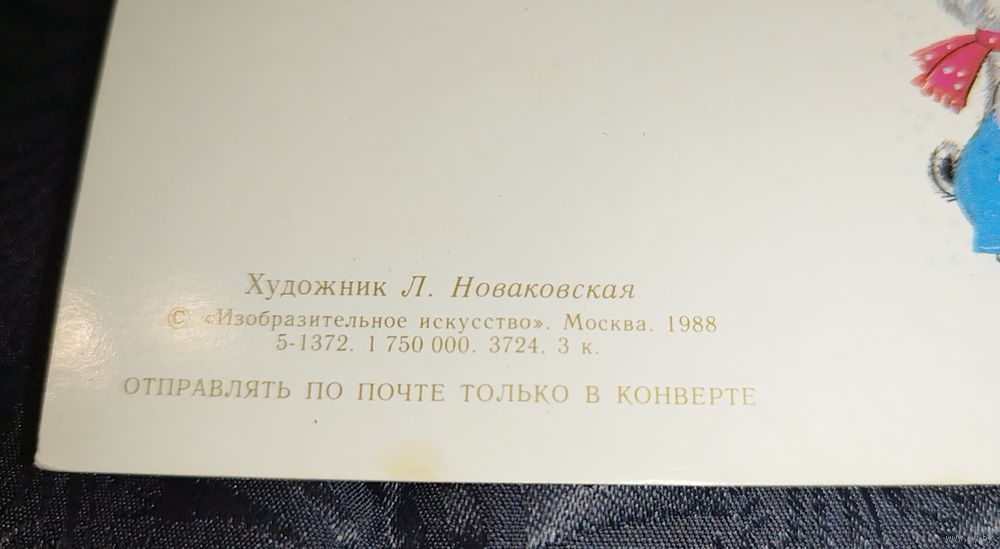 Художник Л. Новаковская
© «Изобразительное искусство». Москва. 1988
5-1372. 1 750 000. 3724. 3 к.
ОТПРАВЛЯТЬ ПО ПОЧТЕ ТОЛЬКО В КОНВЕРТЕ